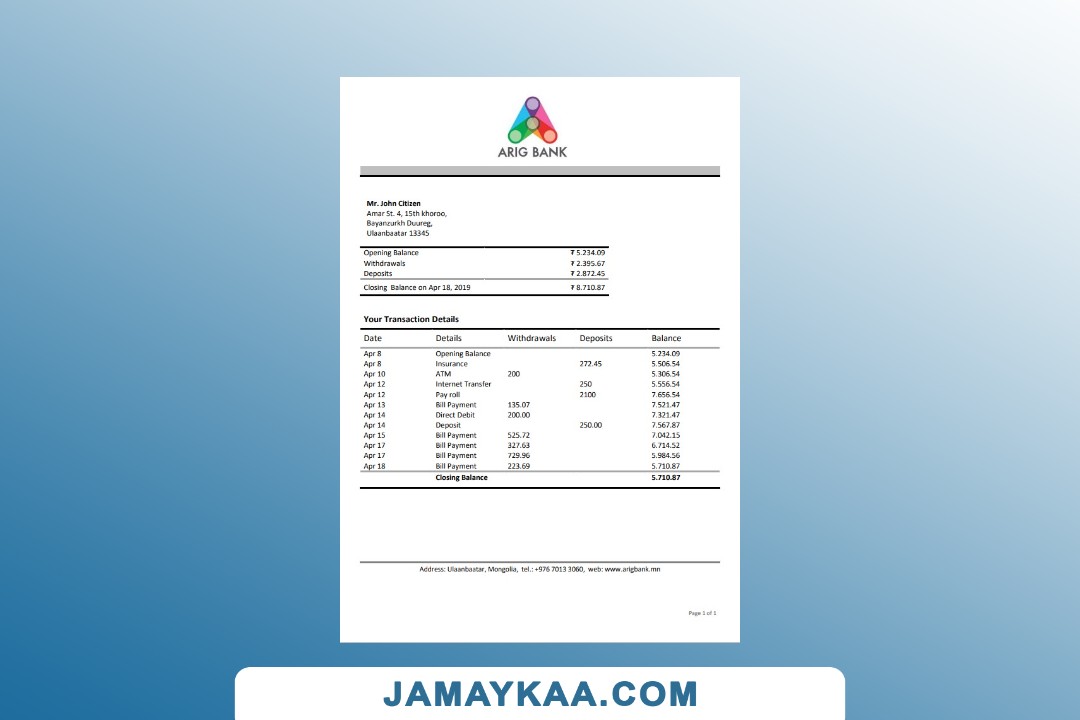 ARIG BANK
Mr. John Citizen
Amar St. 4, 15th khoroo,
Bayanzurkh Duureg,
Ulaanbaatar 13345
Opening Balance ₮ 5.234.09
Withdrawals ₮ 2.395.67
Deposits ₮ 2.872.45
Closing Balance on Apr 18, 2019 ₮ 8.710.87
Your Transaction Details
Date Details Withdrawals Deposits Balance
Apr 8 Opening Balance 5.234.09
Apr 8 Insurance 272.45 5.506.54
Apr 10 ATM 200 5.306.54
Apr 12 Internet Transfer 250 5.556.54
Apr 12 Pay roll 2100 7.656.54
Apr 13 Bill Payment 135.07 7.521.47
Apr 14 Direct Debit 200.00 7.321.47
Apr 14 Deposit 250.00 7.567.87
Apr 15 Bill Payment 525.72 7.042.15
Apr 17 Bill Payment 327.63 6.714.52
Apr 17 Bill Payment 729.96 5.984.56
Apr 18 Bill Payment 223.69 5.710.87
Closing Balance 5.710.87
Address: Ulaanbaatar, Mongolia, tel.: +976 7013 3060, web: www.arigbank.mn
Page 1 of 1
JAMAYKAA.COM